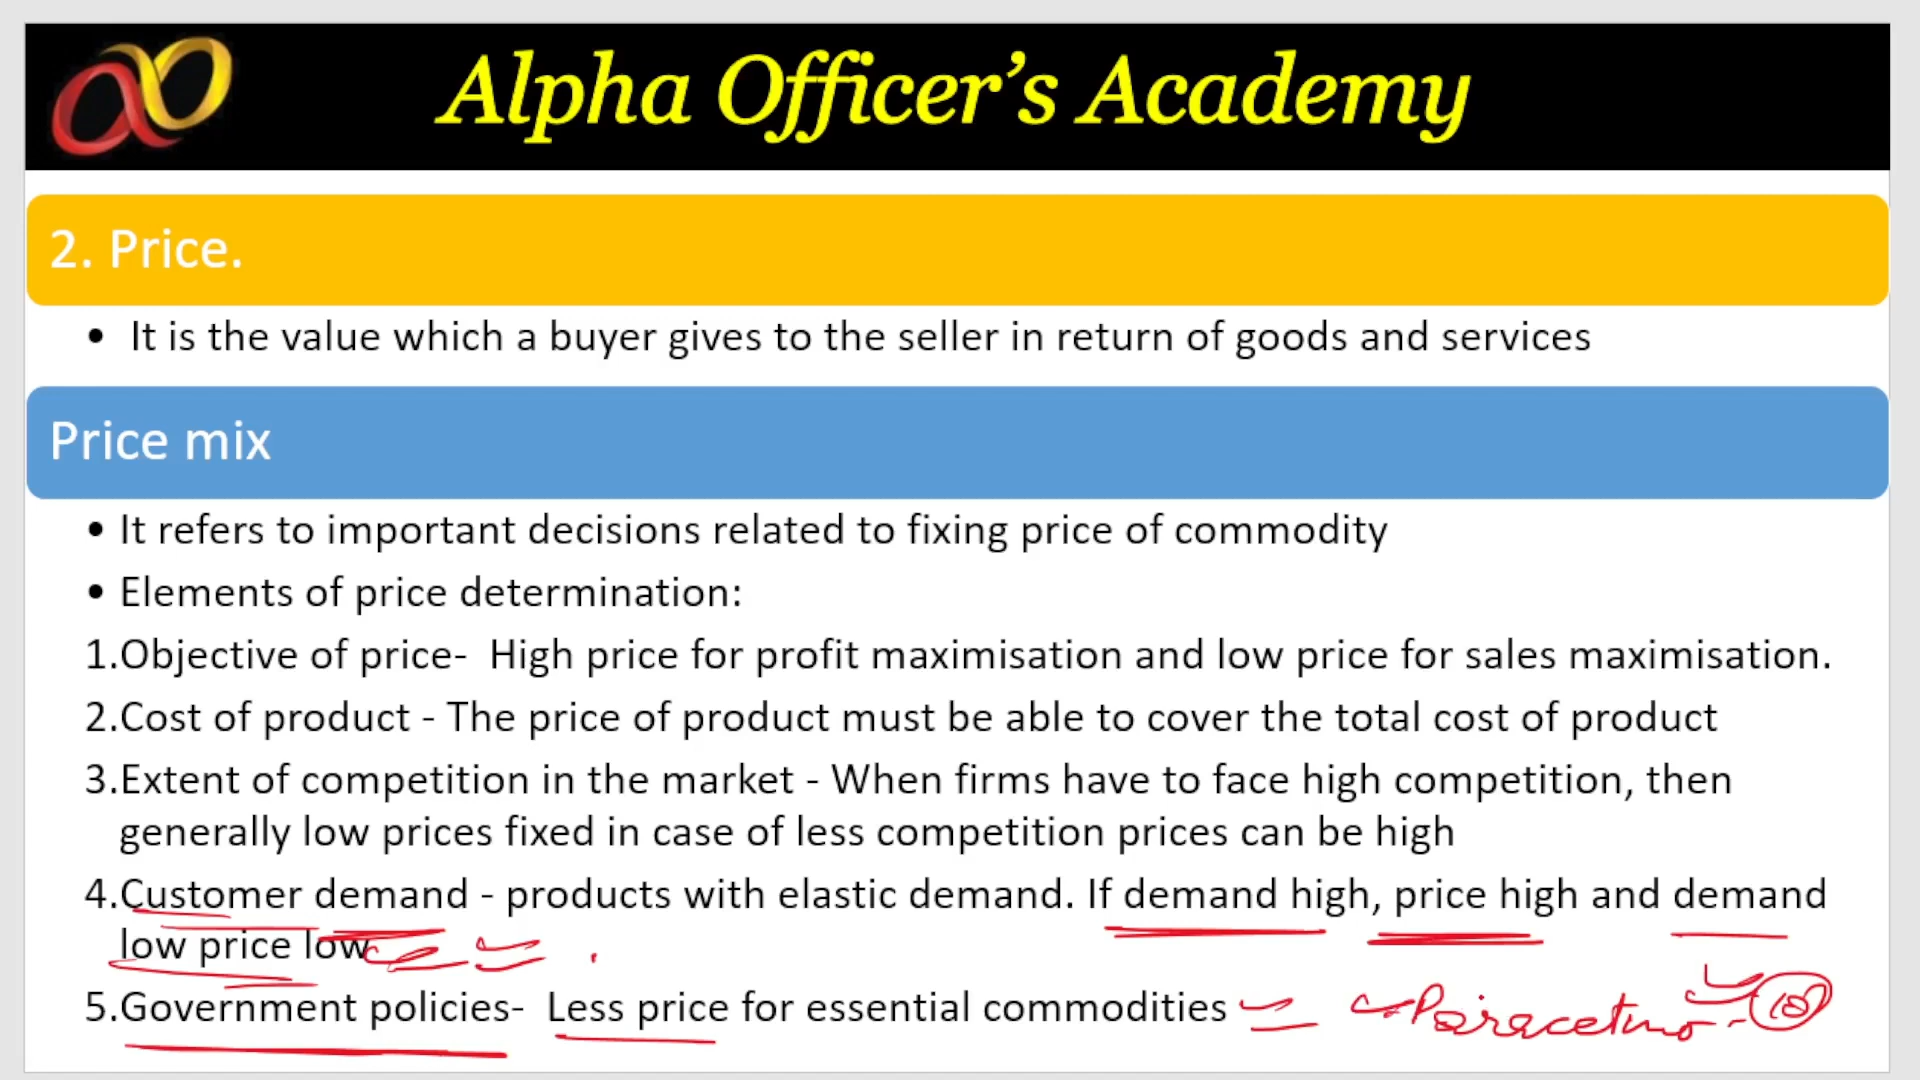 Alpha Officer's Academy
2. Price.
• It is the value which a buyer gives to the seller in return of goods and services
Price mix
• It refers to important decisions related to fixing price of commodity
• Elements of price determination:
1.Objective of price- High price for profit maximisation and low price for sales maximisation.
2.Cost of product - The price of product must be able to cover the total cost of product
3.Extent of competition in the market - When firms have to face high competition, then
generally low prices fixed in case of less competition prices can be high
4.Customer demand - products with elastic demand. If demand high, price high and demand
low price low
5.Government policies- Less price for essential commodities